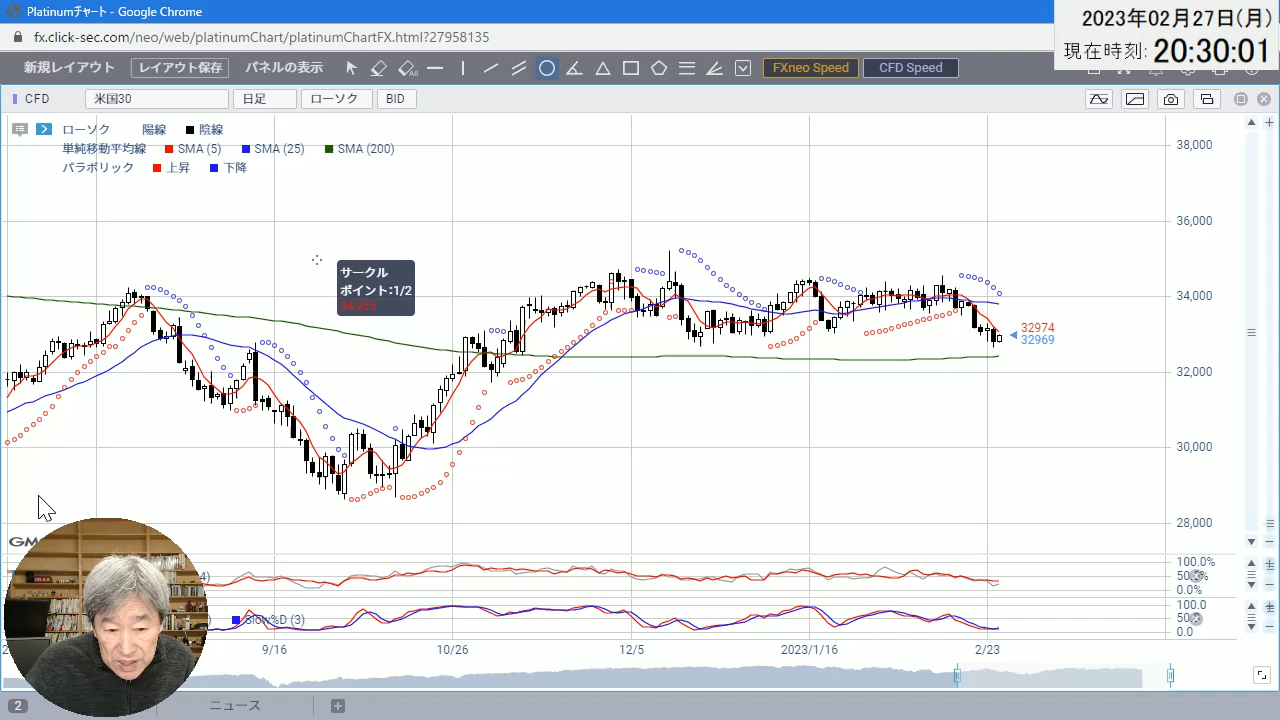 Platinumチャート - Google Chrome
2023年02月27日(月)
fx.click-sec.com/neo/web/platinumChart/platinumChartFX.html?27958135
現在時刻: 20:30:01
新規レイアウト レイアウト保存 パネルの表示 FXneo Speed CFD Speed
CFD 米国30 日足 ローソク BID
ローソク 陽線 陰線
単純移動平均線 SMA (5) SMA (25) SMA (200)
パラボリック 上昇 下降
38,000
36,000
サークル
ポイント:1/2
34,955
34,000
32974
32969
32,000
30,000
28,000
GM
100.0%
0.0%
4)
100.0
Slow%D (3)
0.0
9/16 10/26 12/5 2023/1/16 2/23
2 ニュース